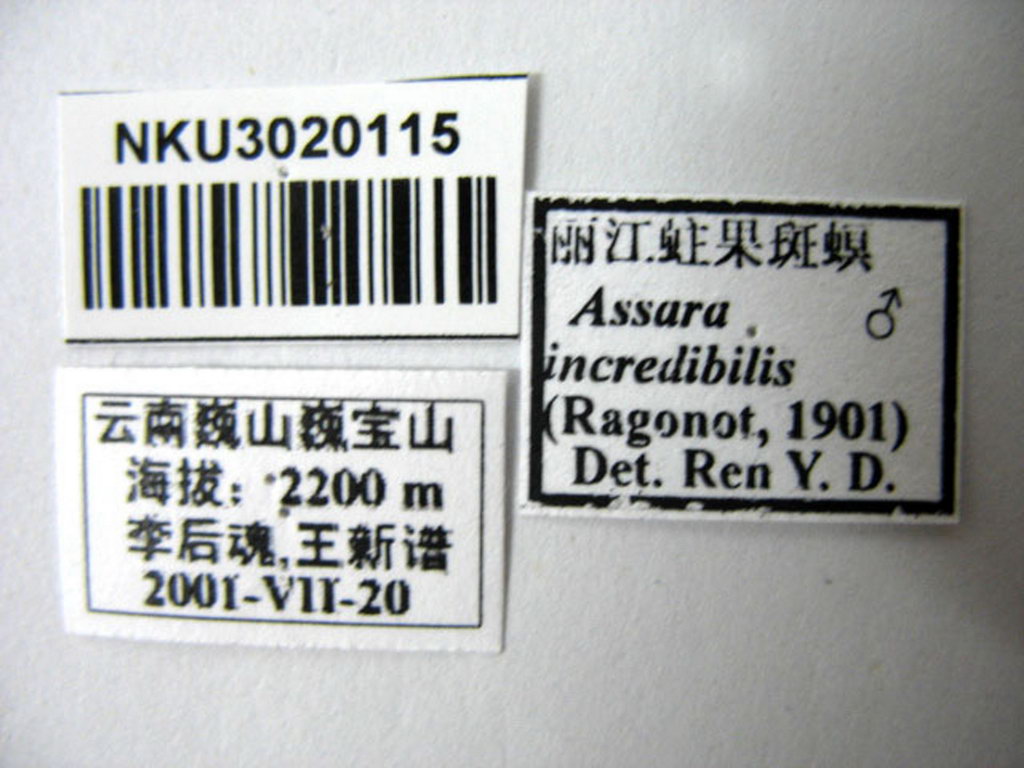 NKU3020115
云南巍山巍宝山
海拔：2200 m
李后魂,王新谱
2001-VII-20
丽江蛀果斑螟
Assara ♂
incredibilis
(Ragonot, 1901)
Det. Ren Y. D.